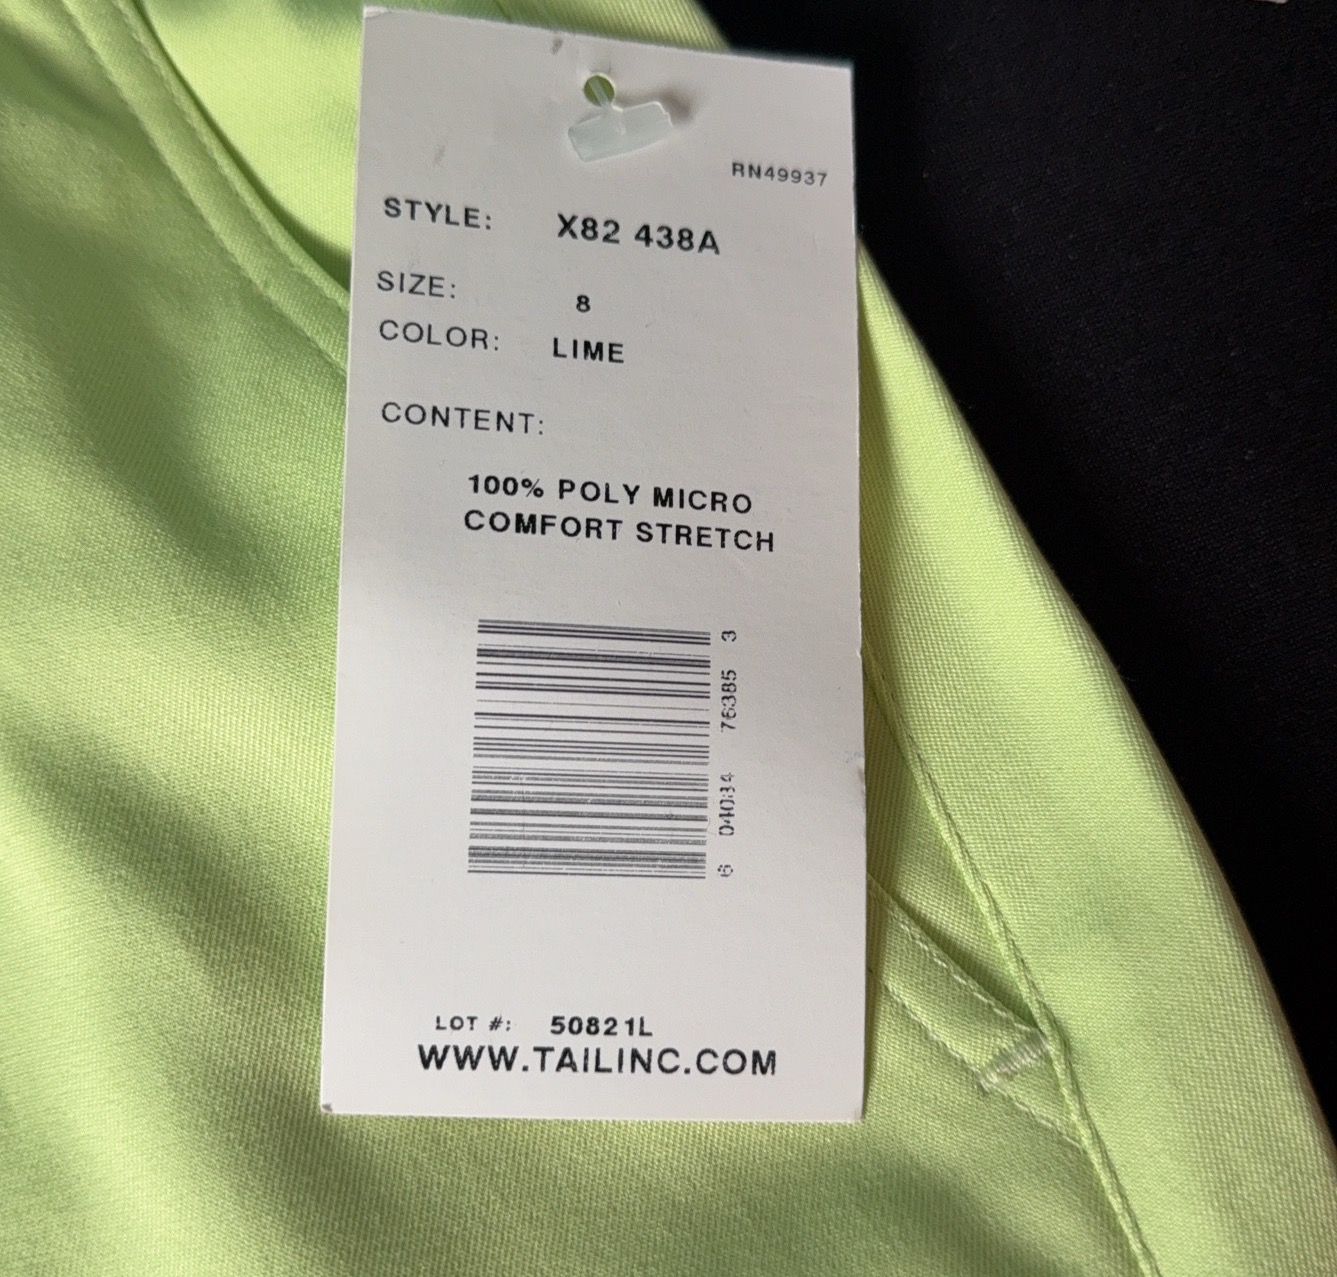 RN49937
STYLE: X82 438A
SIZE: 8
COLOR: LIME
CONTENT:
100% POLY MICRO
COMFORT STRETCH
6 04034 76385 3
LOT #: 50821L
WWW.TAILINC.COM